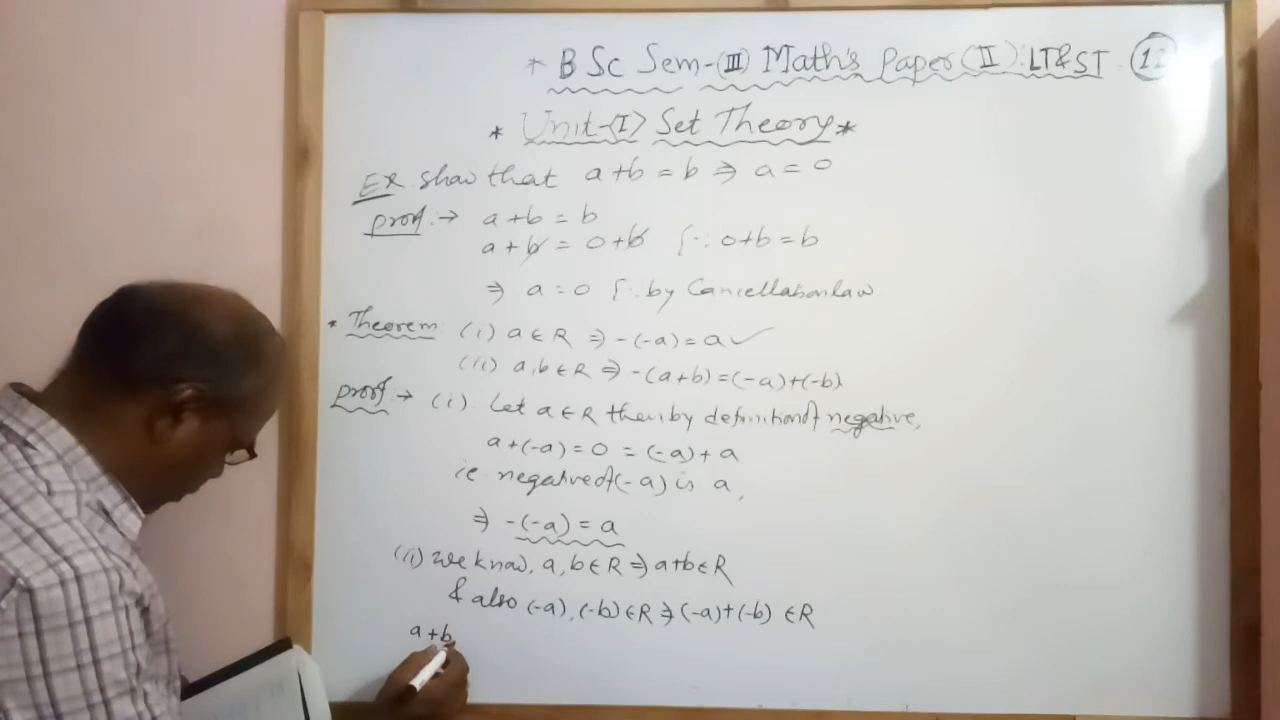 * BSc Sem-(III) Math's Paper (II) LT&ST
* Unit-(I) Set Theory *
Ex. show that a+b = b ⇒ a = 0
Proof :→ a+b = b
a+b = 0+b {∵ 0+b = b
⇒ a = 0 {∵ by Cancellation law
* Theorem (i) a∈R ⇒ -(-a) = a ✓
(ii) a,b∈R ⇒ -(a+b) = (-a)+(-b)
Proof → (i). Let a∈R then by definition of negative,
a+(-a) = 0 = (-a)+a
ie negative of (-a) is a,
⇒ -(-a) = a
(ii) we know, a, b∈R ⇒ a+b∈R
& also (-a), (-b)∈R ⇒ (-a)+(-b) ∈R
a+b